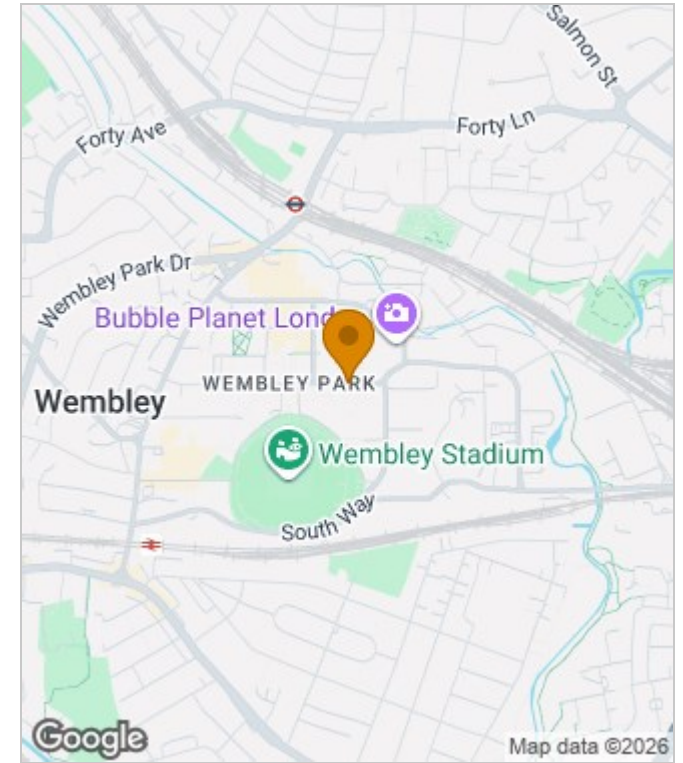 Salmon St
Forty Ave
Forty Ln
Wembley Park Dr
Bubble Planet Lond
WEMBLEY PARK
Wembley
Wembley Stadium
South Way
Google
Map data ©2026